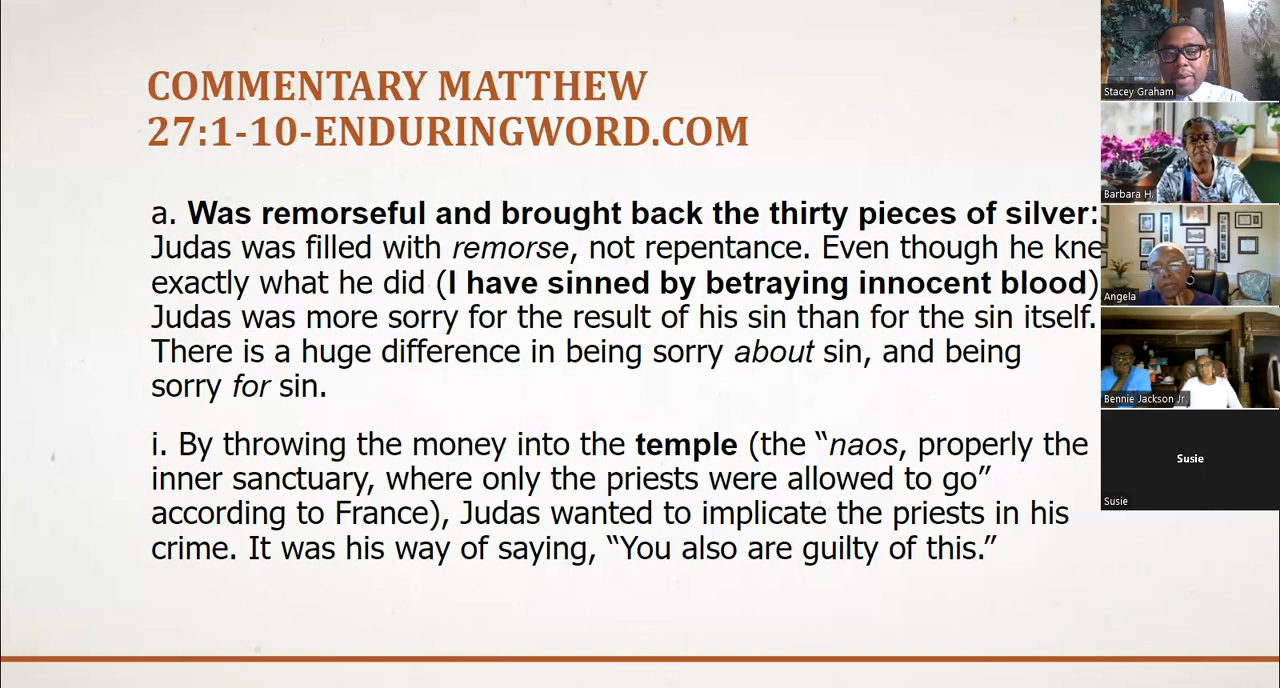 COMMENTARY MATTHEW
27:1-10-ENDURINGWORD.COM
a. Was remorseful and brought back the thirty pieces of silver:
Judas was filled with remorse, not repentance. Even though he kne
exactly what he did (I have sinned by betraying innocent blood)
Judas was more sorry for the result of his sin than for the sin itself.
There is a huge difference in being sorry about sin, and being
sorry for sin.
i. By throwing the money into the temple (the “naos, properly the
inner sanctuary, where only the priests were allowed to go”
according to France), Judas wanted to implicate the priests in his
crime. It was his way of saying, “You also are guilty of this.”
Stacey Graham
Barbara H.
Angela
Bennie Jackson Jr.
Susie
Susie